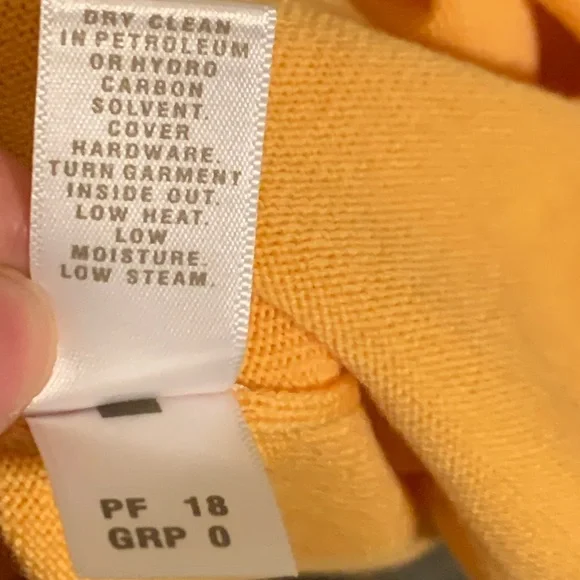 DRY CLEAN
IN PETROLEUM
OR HYDRO
CARBON
SOLVENT.
COVER
HARDWARE.
TURN GARMENT
INSIDE OUT.
LOW HEAT.
LOW
MOISTURE.
LOW STEAM.
PF 18
GRP 0